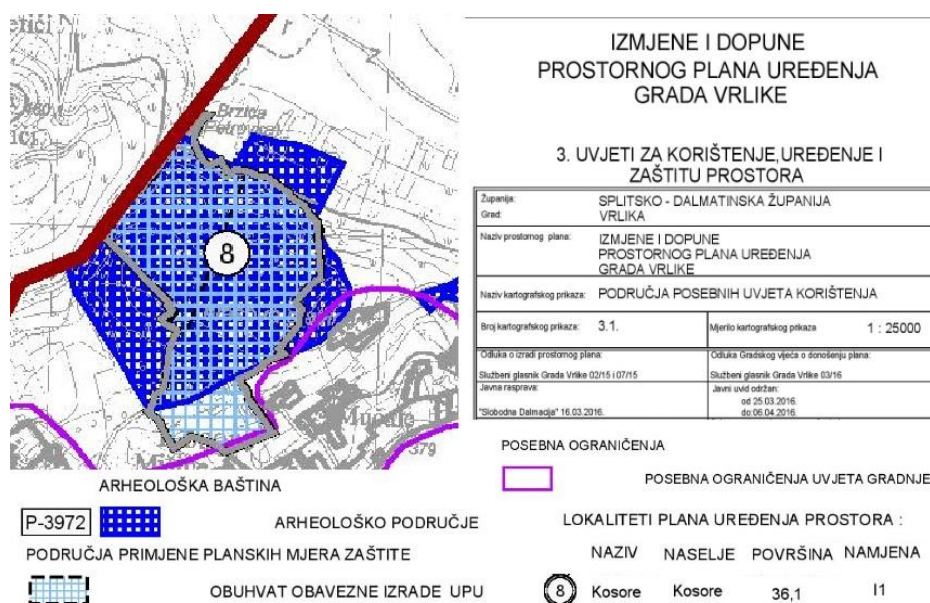 Brzica
Petrovac
8
379
IZMJENE I DOPUNE
PROSTORNOG PLANA UREĐENJA
GRADA VRLIKE
3. UVJETI ZA KORIŠTENJE,UREĐENJE I
ZAŠTITU PROSTORA
Županija: SPLITSKO - DALMATINSKA ŽUPANIJA
Grad: VRLIKA
Naziv prostornog plana: IZMJENE I DOPUNE
PROSTORNOG PLANA UREĐENJA
GRADA VRLIKE
Naziv kartografskog prikaza: PODRUČJA POSEBNIH UVJETA KORIŠTENJA
Broj kartografskog prikaza: 3.1. Mjerilo kartografskog prikaza 1 : 25000
Odluka o izradi prostornog plana:
Službeni glasnik Grada Vrlike 02/15 i 07/15
Odluka Gradskog vijeća o donošenju plana:
Službeni glasnik Grada Vrlike 03/16
Javna rasprava:
"Slobodna Dalmacija" 16.03.2016.
Javni uvid održan:
od 25.03.2016.
do:06.04.2016.
POSEBNA OGRANIČENJA
POSEBNA OGRANIČENJA UVJETA GRADNJE
ARHEOLOŠKA BAŠTINA
P-3972 ARHEOLOŠKO PODRUČJE
PODRUČJA PRIMJENE PLANSKIH MJERA ZAŠTITE
OBUHVAT OBAVEZNE IZRADE UPU
LOKALITETI PLANA UREĐENJA PROSTORA :
NAZIV NASELJE POVRŠINA NAMJENA
8 Kosore Kosore 36,1 I1